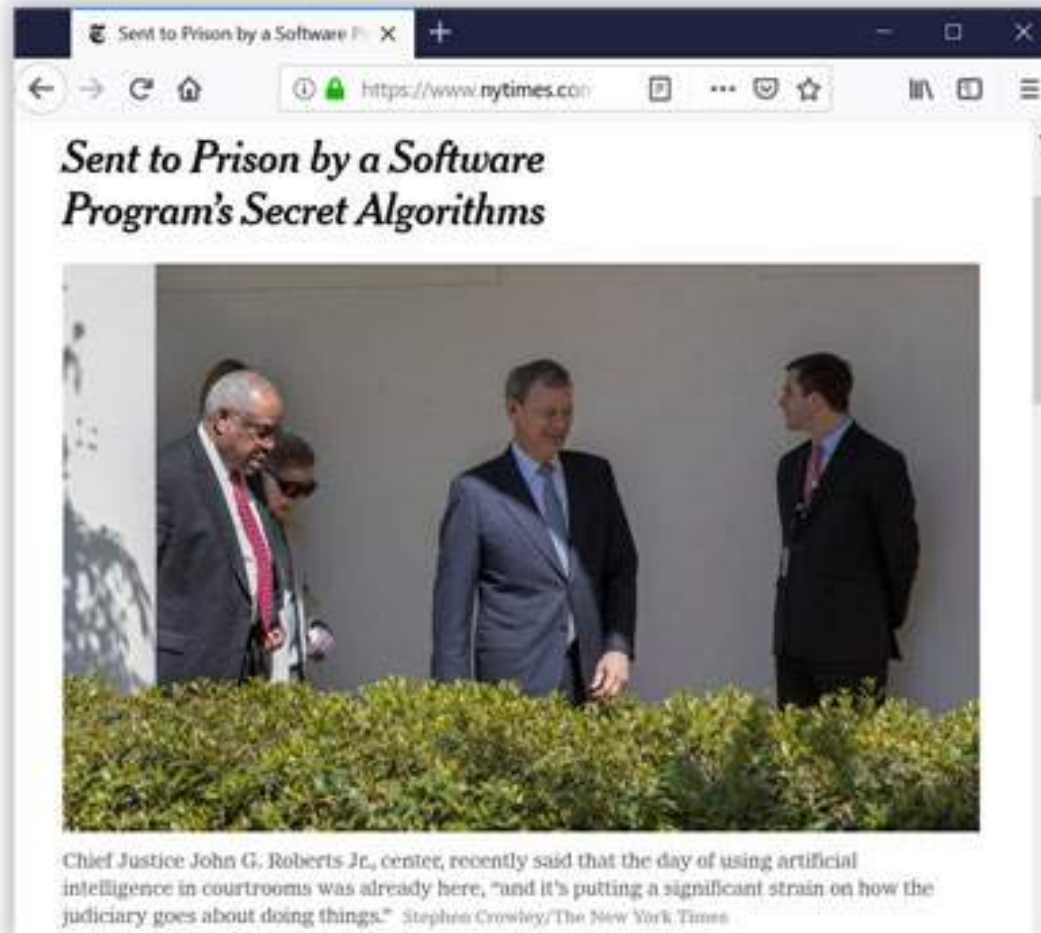 Sent to Prison by a Software P
https://www.nytimes.com
Sent to Prison by a Software
Program's Secret Algorithms
Chief Justice John G. Roberts Jr., center, recently said that the day of using artificial
intelligence in courtrooms was already here, “and it's putting a significant strain on how the
judiciary goes about doing things.” Stephen Crowley/The New York Times